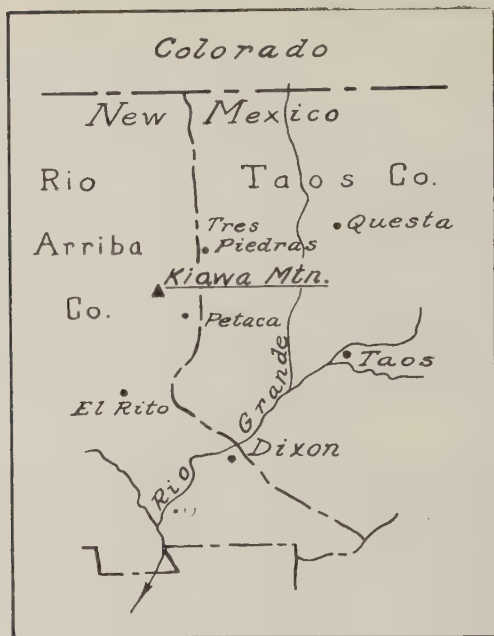 Colorado
New Mexico
Rio
Arriba
Co.
Taos Co.
Questa
Tres
Piedras
Kiawa Mtn.
Petaca
Taos
El Rito
Rio Grande
Dixon